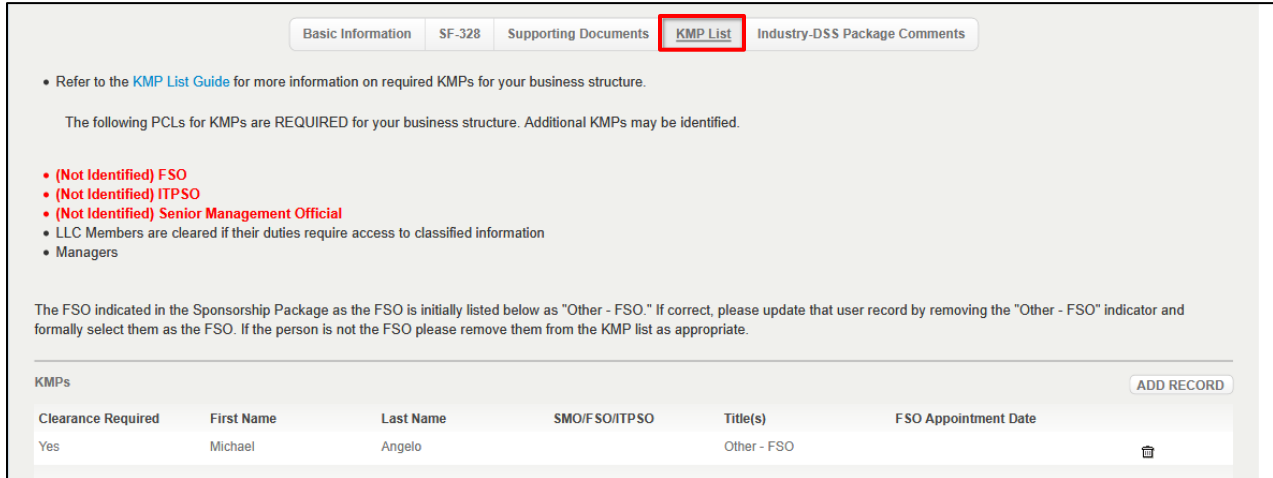 Basic Information SF-328 Supporting Documents KMP List Industry-DSS Package Comments
• Refer to the KMP List Guide for more information on required KMPs for your business structure.
The following PCLs for KMPs are REQUIRED for your business structure. Additional KMPs may be identified.
• (Not Identified) FSO
• (Not Identified) ITPSO
• (Not Identified) Senior Management Official
• LLC Members are cleared if their duties require access to classified information
• Managers
The FSO indicated in the Sponsorship Package as the FSO is initially listed below as "Other - FSO." If correct, please update that user record by removing the "Other - FSO" indicator and
formally select them as the FSO. If the person is not the FSO please remove them from the KMP list as appropriate.
KMPs ADD RECORD
Clearance Required First Name Last Name SMO/FSO/ITPSO Title(s) FSO Appointment Date
Yes Michael Angelo Other - FSO